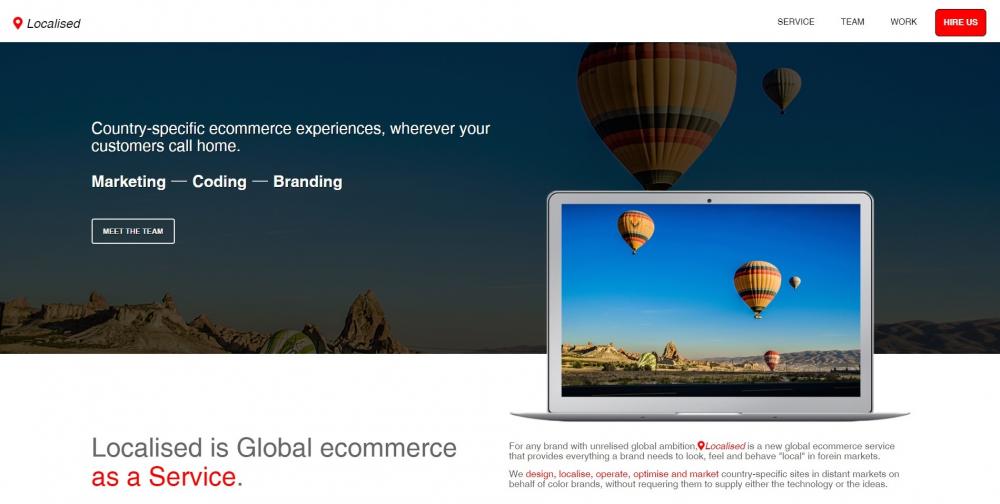 Localised
SERVICE TEAM WORK HIRE US
Country-specific ecommerce experiences, wherever your
customers call home.
Marketing — Coding — Branding
MEET THE TEAM
Localised is Global ecommerce
as a Service.
For any brand with unrelised global ambition, Localised is a new global ecommerce service
that provides everything a brand needs to look, feel and behave "local" in forein markets.
We design, localise, operate, optimise and market country-specific sites in distant markets on
behalf of color brands, without requering them to supply either the technology or the ideas.